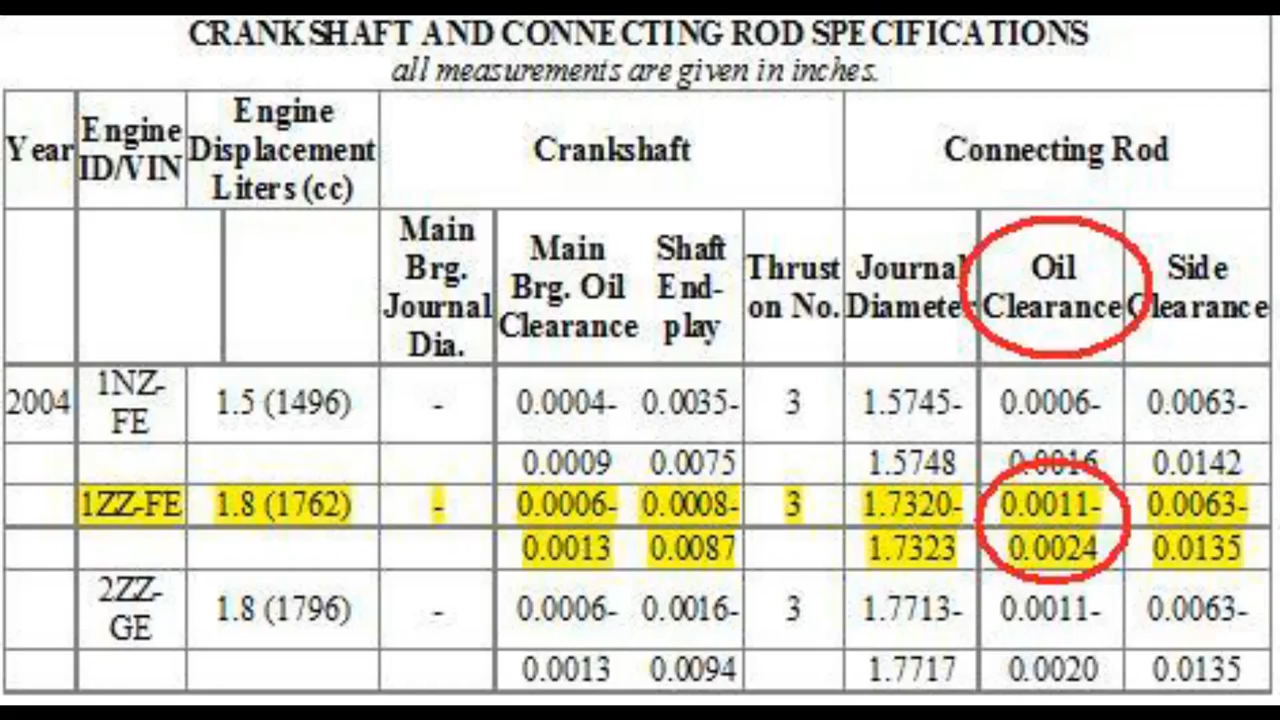 CRANKSHAFT AND CONNECTING ROD SPECIFICATIONS
all measurements are given in inches.
Year Engine ID/VIN Engine Displacement Liters (cc) Crankshaft Connecting Rod
Main Brg. Journal Dia. Main Brg. Oil Clearance Shaft End-play Thrust on No. Journal Diameter Oil Clearance Side Clearance
2004 1NZ-FE 1.5 (1496) - 0.0004- 0.0035- 3 1.5745- 0.0006- 0.0063-
0.0009 0.0075 1.5748 0.0016 0.0142
1ZZ-FE 1.8 (1762) - 0.0006- 0.0008- 3 1.7320- 0.0011- 0.0063-
0.0013 0.0087 1.7323 0.0024 0.0135
2ZZ-GE 1.8 (1796) - 0.0006- 0.0016- 3 1.7713- 0.0011- 0.0063-
0.0013 0.0094 1.7717 0.0020 0.0135